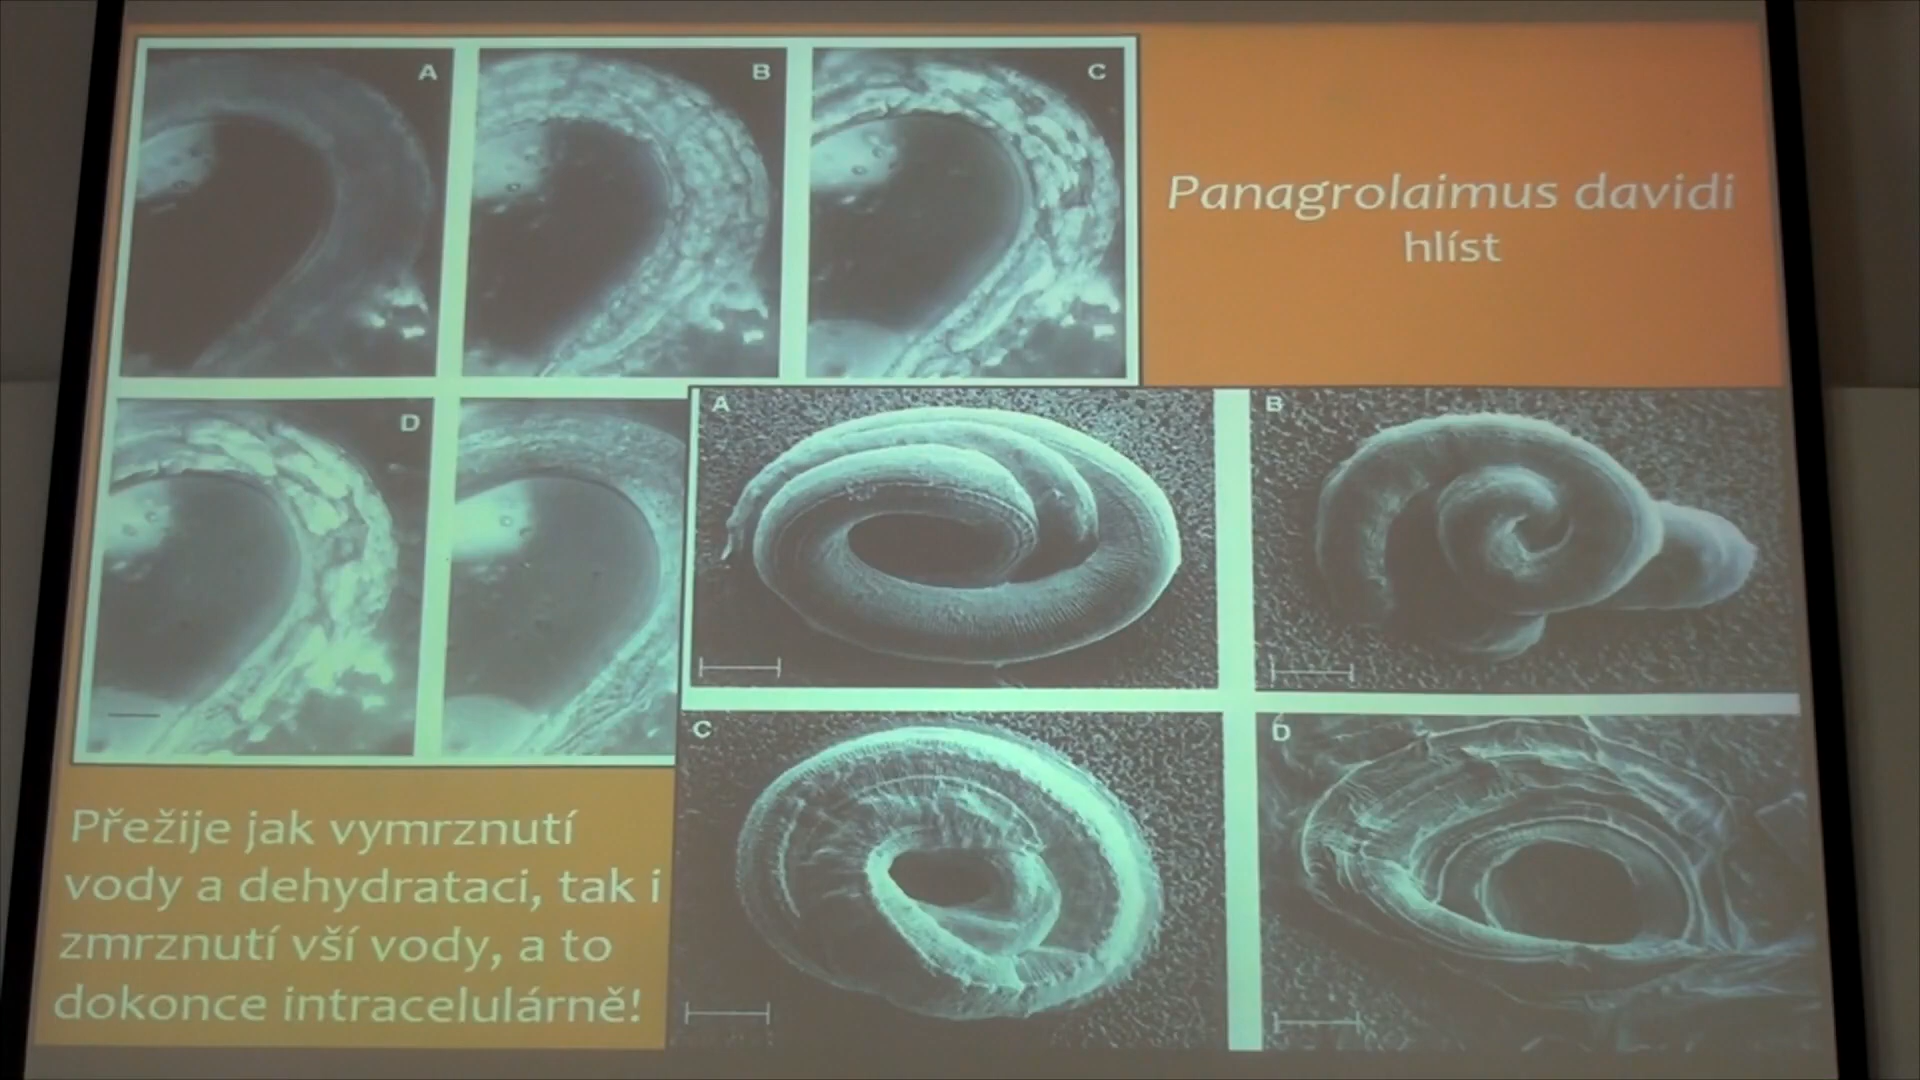 A
B
C
Panagrolaimus davidi
hlíst
D
A
B
C
D
Přežije jak vymrznutí
vody a dehydrataci, tak i
zmrznutí vší vody, a to
dokonce intracelulárně!